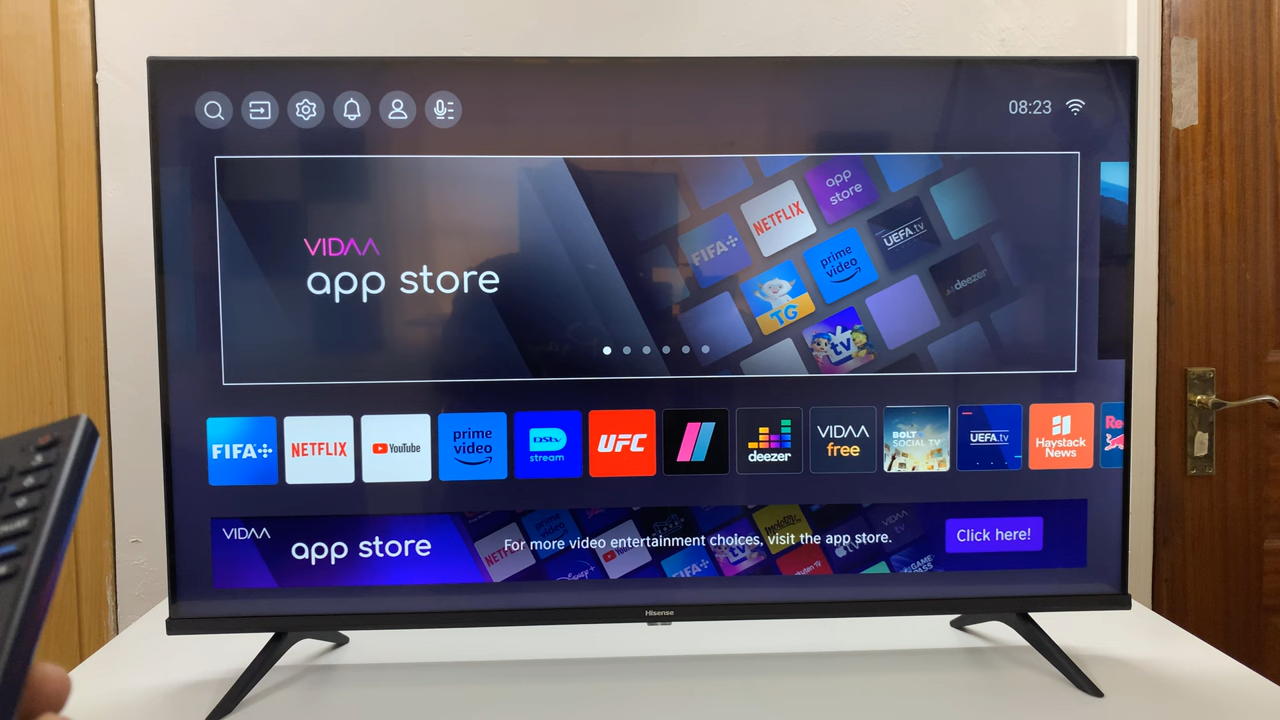 08:23
VIDAA
app store
FIFA+
NETFLIX
app
store
TG
prime
video
UEFA.tv
deezer
tv
FIFA+
NETFLIX
YouTube
prime
video
DStv
stream
UFC
deezer
VIDAA
free
BOLT
SOCIAL TV
UEFA.tv
Haystack
News
Re
VIDAA
app store
For more video entertainment choices, visit the app store.
Click here!
Hisense